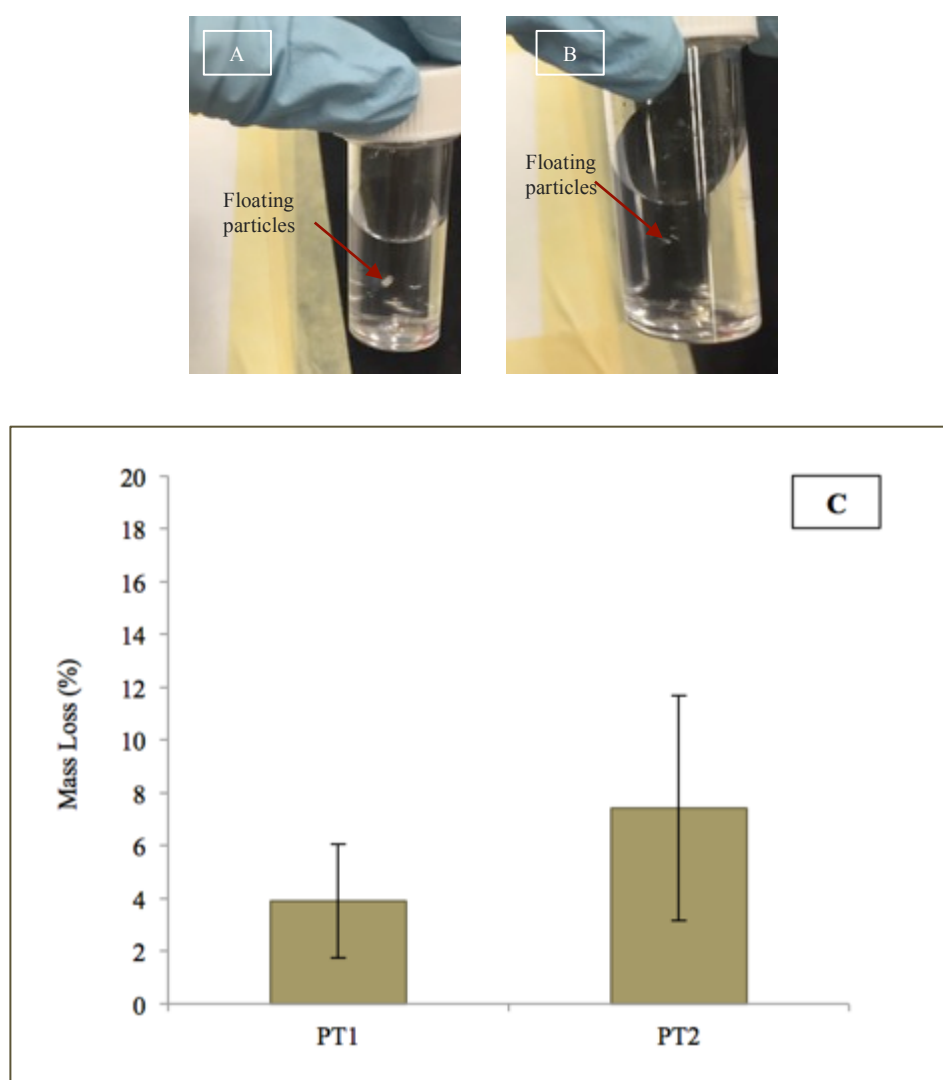 A
Floating
particles
B
Floating
particles
C
Mass Loss (%)
20
18
16
14
12
10
8
6
4
2
0
PT1
PT2